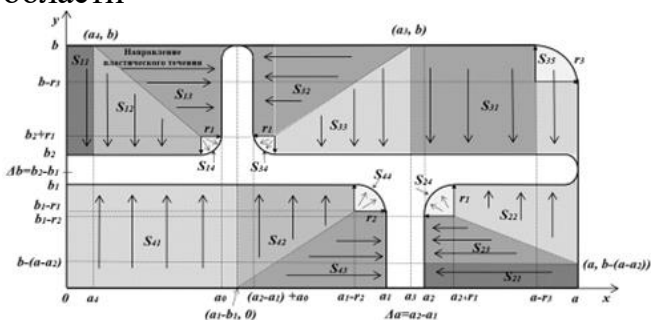 области
y
(a₄, b)
(a₃, b)
b
Направление
пластического течения
S₁₁
S₁₂
S₁₃
S₃₂
S₃₃
S₃₁
S₃₅
r₃
b-r₃
b₂+r₁
r₁
r₁
b₂
S₁₄
S₃₄
Δb=b₂-b₁
b₁
S₄₄
S₂₄
b₁-r₁
b₁-r₂
r₂
r₁
S₂₂
S₄₁
S₄₂
S₄₃
S₂₃
S₂₁
b-(a-a₂)
(a, b-(a-a₂))
0
a₄
a₀
(a₂-a₁) +a₀
a₁-r₂
a₁
a₃
a₂
a₂+r₁
a-r₃
a
x
(a₁-b₁, 0)
Δa=a₂-a₁